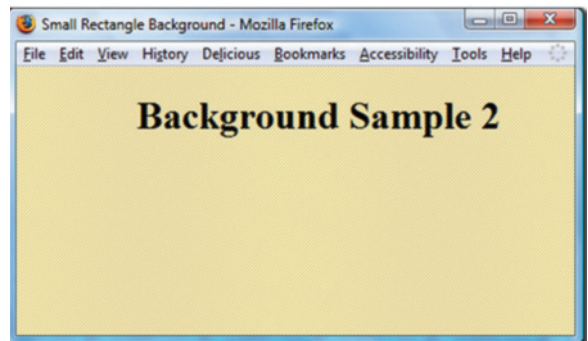 Small Rectangle Background - Mozilla Firefox
File Edit View History Delicious Bookmarks Accessibility Tools Help
Background Sample 2